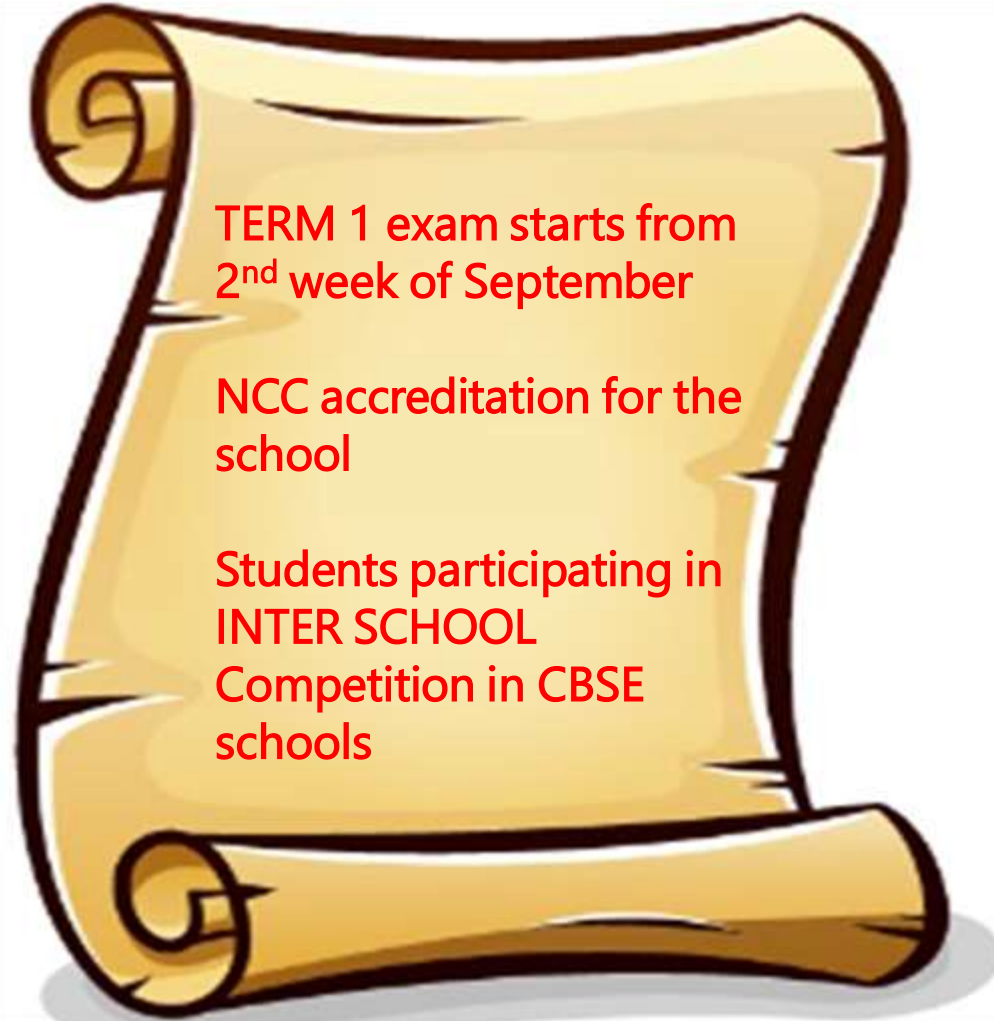 TERM 1 exam starts from
2nd week of September
NCC accreditation for the
school
Students participating in
INTER SCHOOL
Competition in CBSE
schools